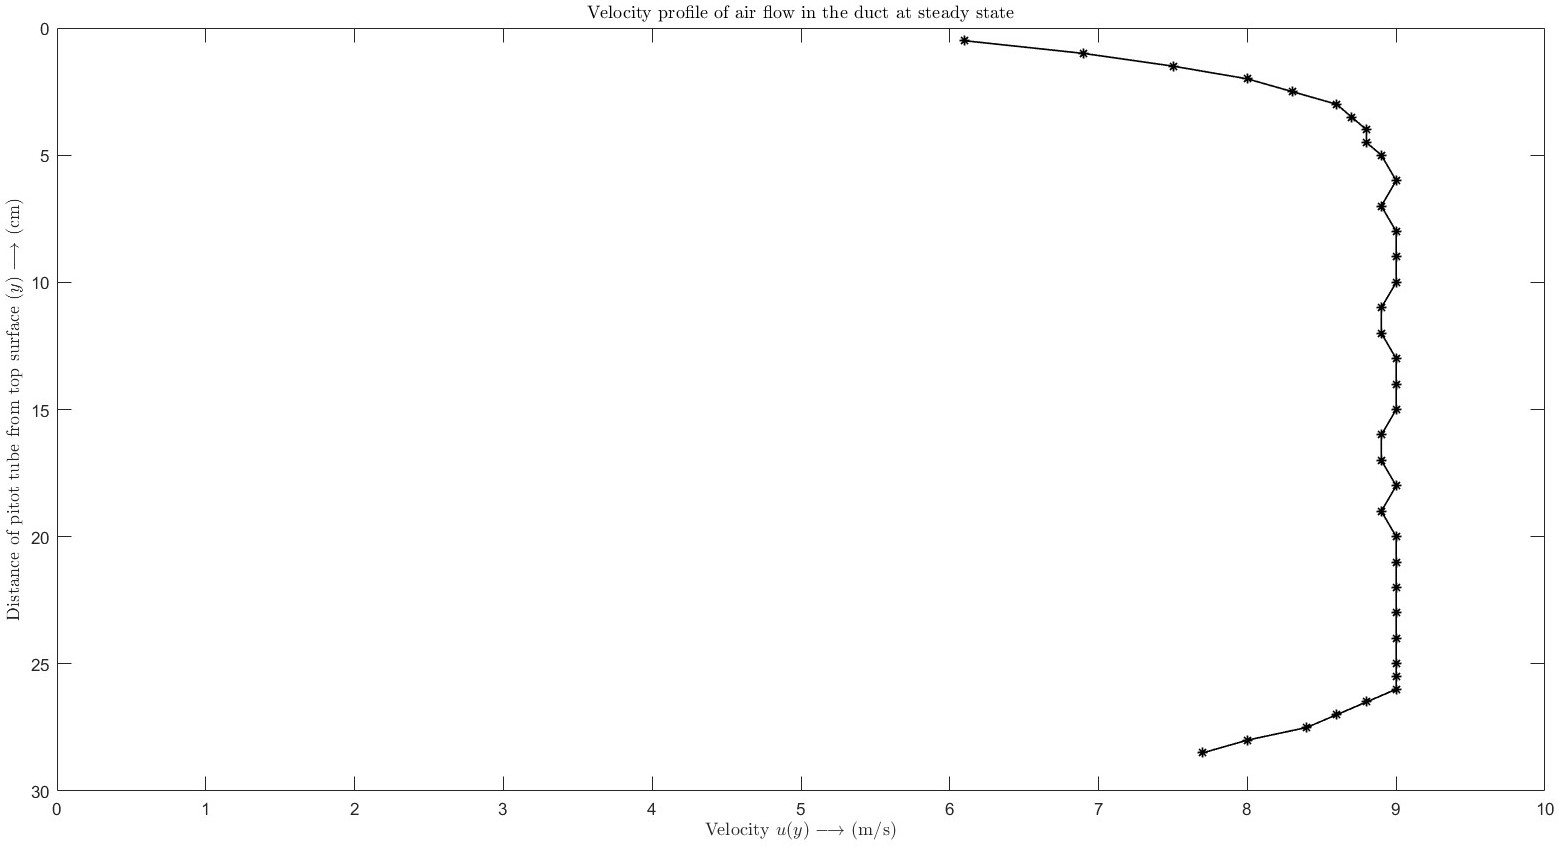 Velocity profile of air flow in the duct at steady state
0
5
10
15
20
25
30
Distance of pitot tube from top surface (y) ⟶ (cm)
0 1 2 3 4 5 6 7 8 9 10
Velocity u(y) ⟶ (m/s)